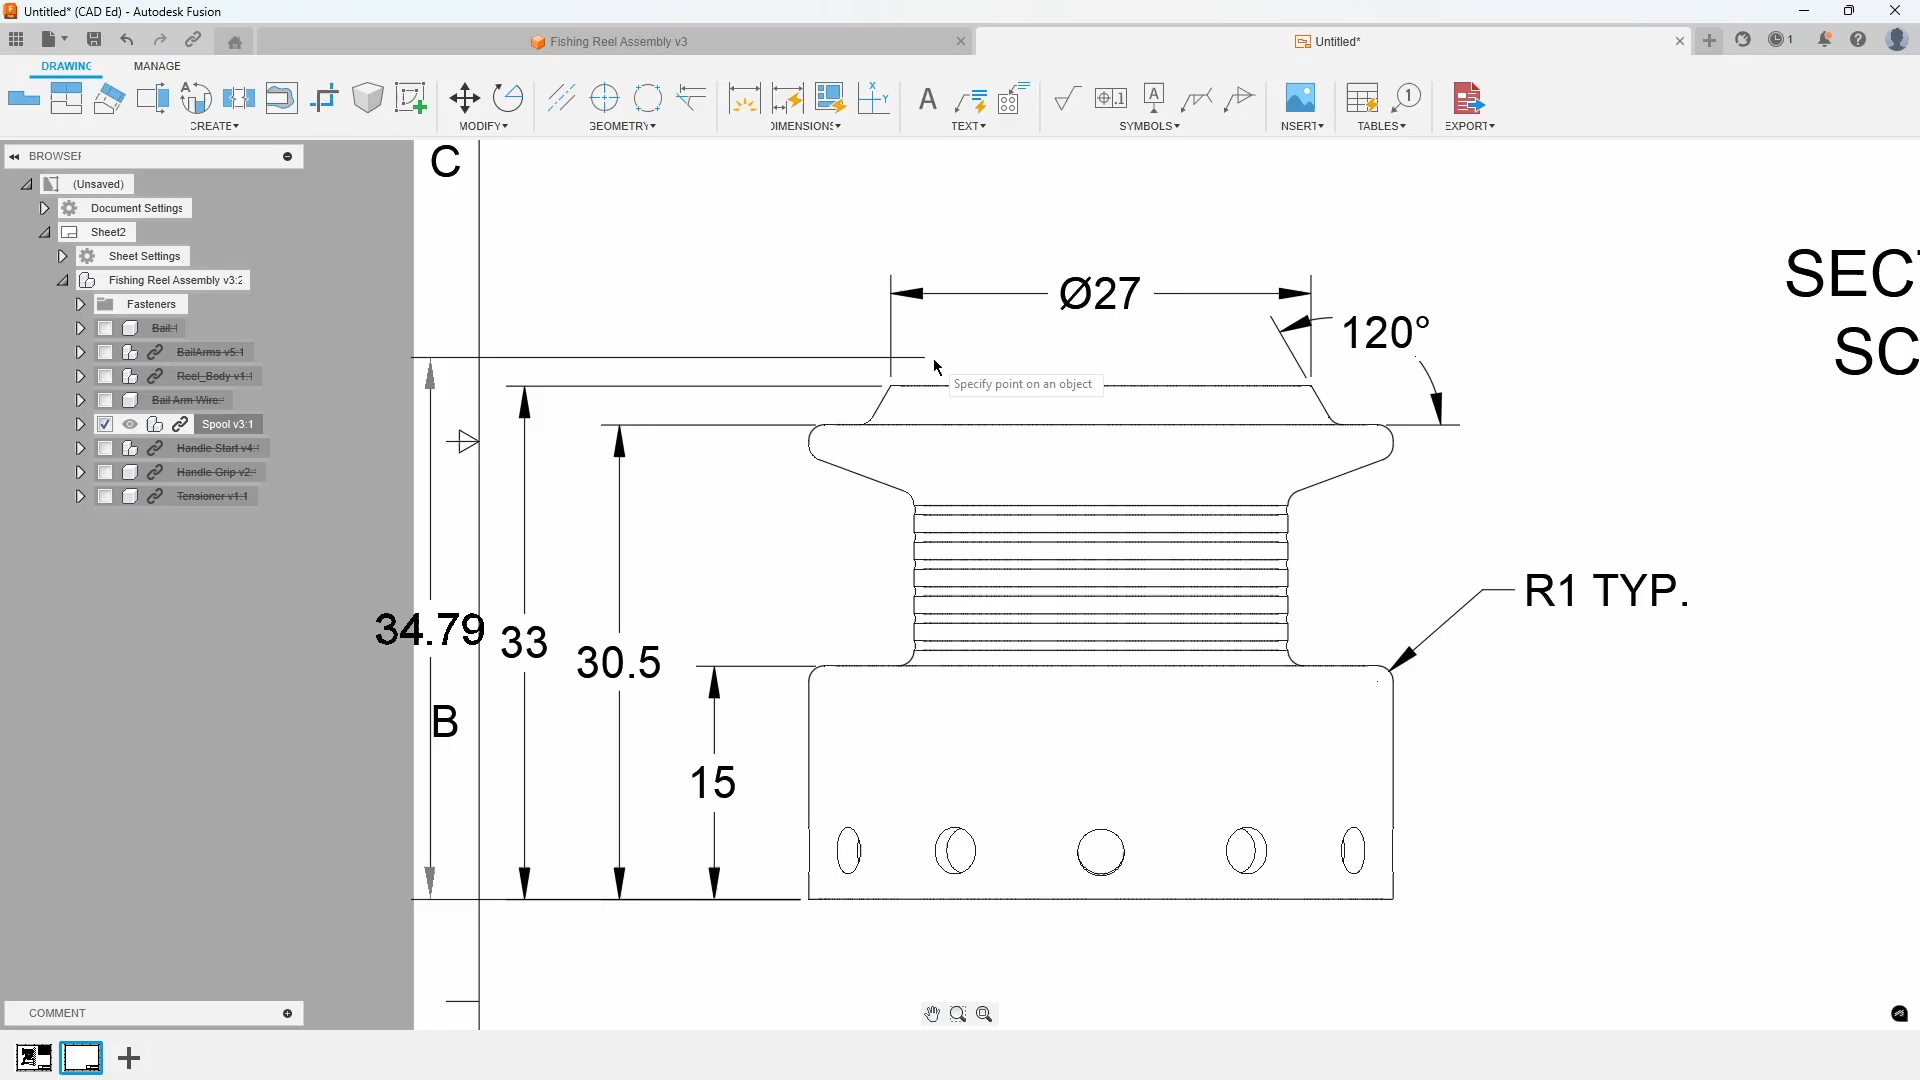 Untitled* (CAD Ed) - Autodesk Fusion
Fishing Reel Assembly v3
Untitled*
1
DRAWING
MANAGE
CREATE
MODIFY
GEOMETRY
DIMENSIONS
TEXT
SYMBOLS
INSERT
TABLES
EXPORT
BROWSER
(Unsaved)
Document Settings
Sheet2
Sheet Settings
Fishing Reel Assembly v3:2
Fasteners
Bail:1
BailArms v5:1
Reel_Body v1:1
Bail Arm Wire:
Spool v3:1
Handle Start v4:1
Handle Grip v2:
Tensioner v1:1
C
Ø27
SECT
120°
SC
Specify point on an object
R1 TYP.
34.79
33
30.5
B
15
COMMENT